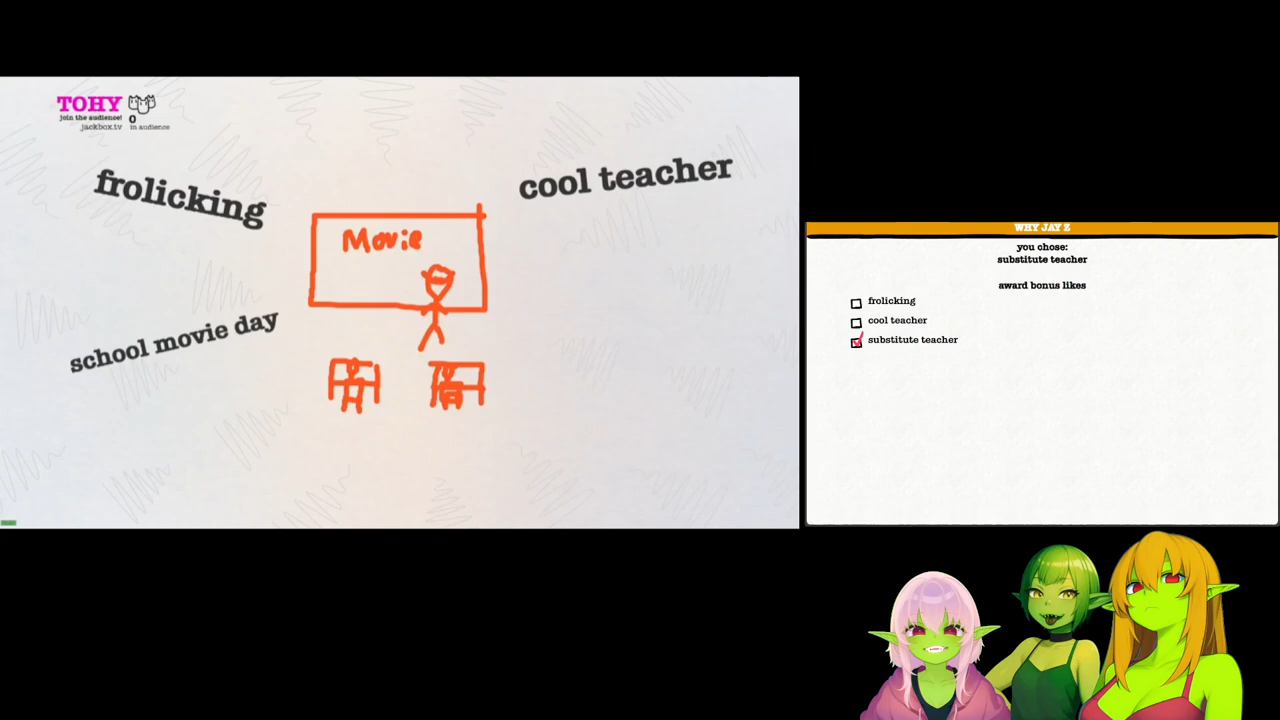 TOHY
join the audience!
0
jackbox.tv in audience
frolicking
cool teacher
Movie
school movie day
WHY JAY Z
you chose:
substitute teacher
award bonus likes
frolicking
cool teacher
substitute teacher